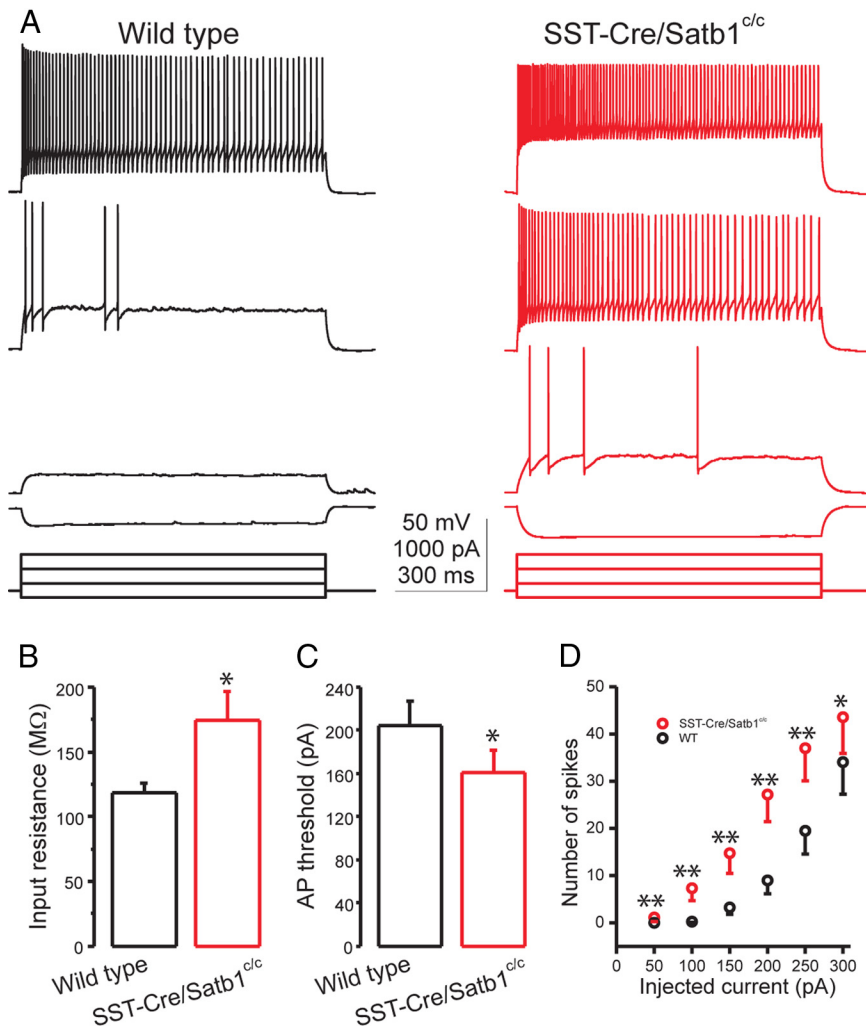 A
Wild type
SST-Cre/Satb1c/c
50 mV
1000 pA
300 ms
B
Input resistance (MΩ)
200
150
100
50
0
*
Wild type
SST-Cre/Satb1c/c
C
AP threshold (pA)
240
200
160
120
80
40
0
*
Wild type
SST-Cre/Satb1c/c
D
Number of spikes
50
40
30
20
10
0
SST-Cre/Satb1c/c
WT
**
**
**
**
**
*
0 50 100 150 200 250 300
Injected current (pA)